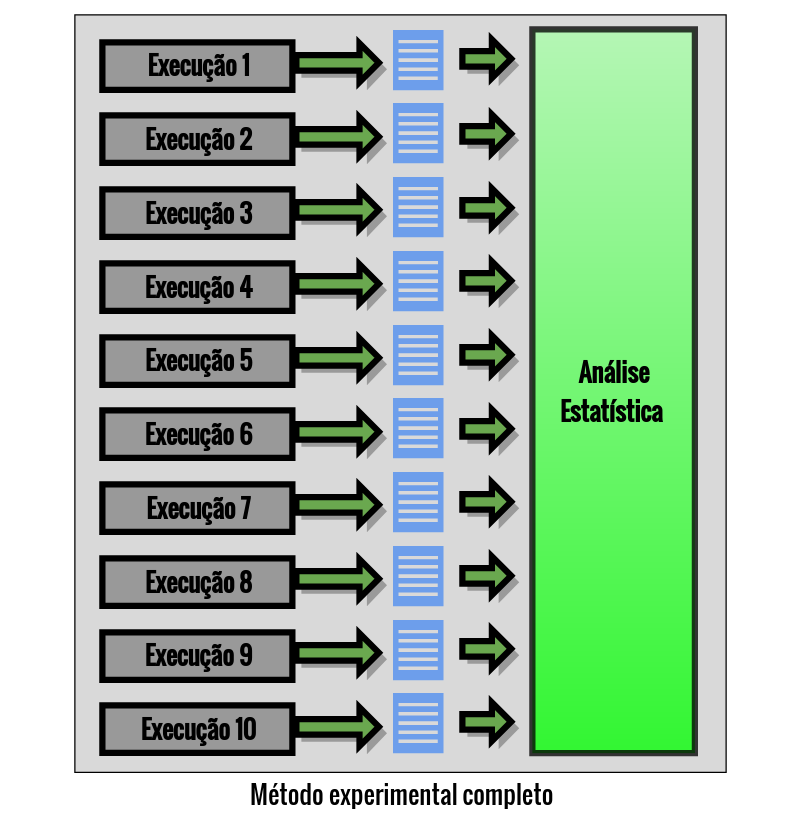 Execução 1
Execução 2
Execução 3
Execução 4
Execução 5
Execução 6
Execução 7
Execução 8
Execução 9
Execução 10
Análise
Estatística
Método experimental completo